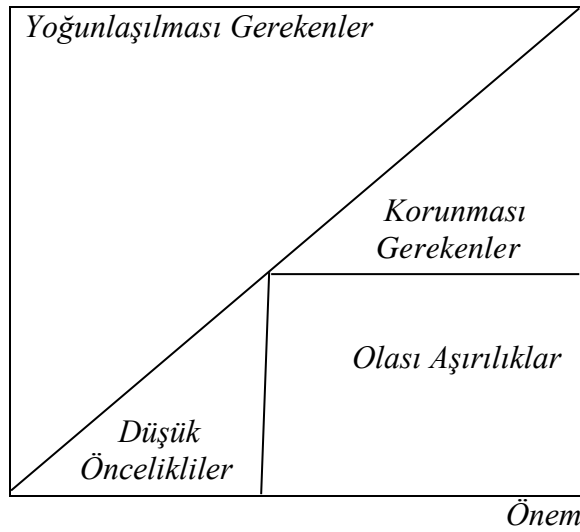 Yoğunlaşılması Gerekenler
Korunması
Gerekenler
Olası Aşırılıklar
Düşük
Öncelikliler
Önem